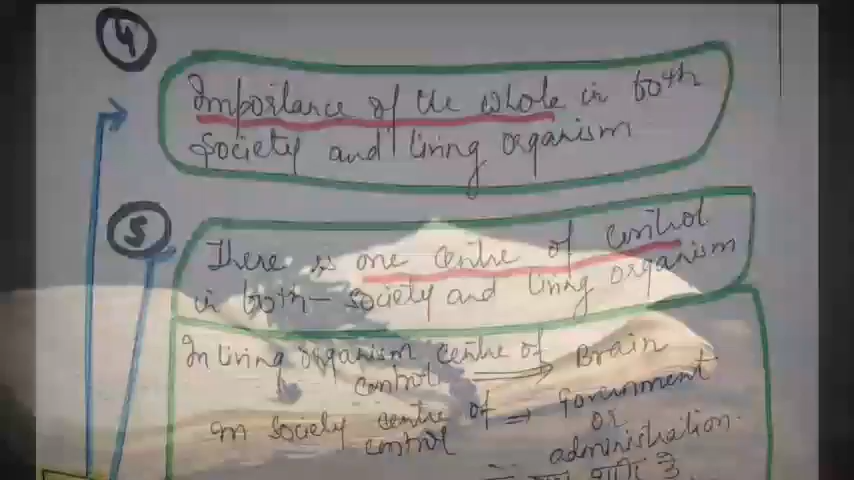 4
Importance of the whole in both
society and living organism
5
There is one centre of control
in both - society and living organism
In living organism centre of control ⇒ Brain
In society centre of control ⇒ Government
or
administration.